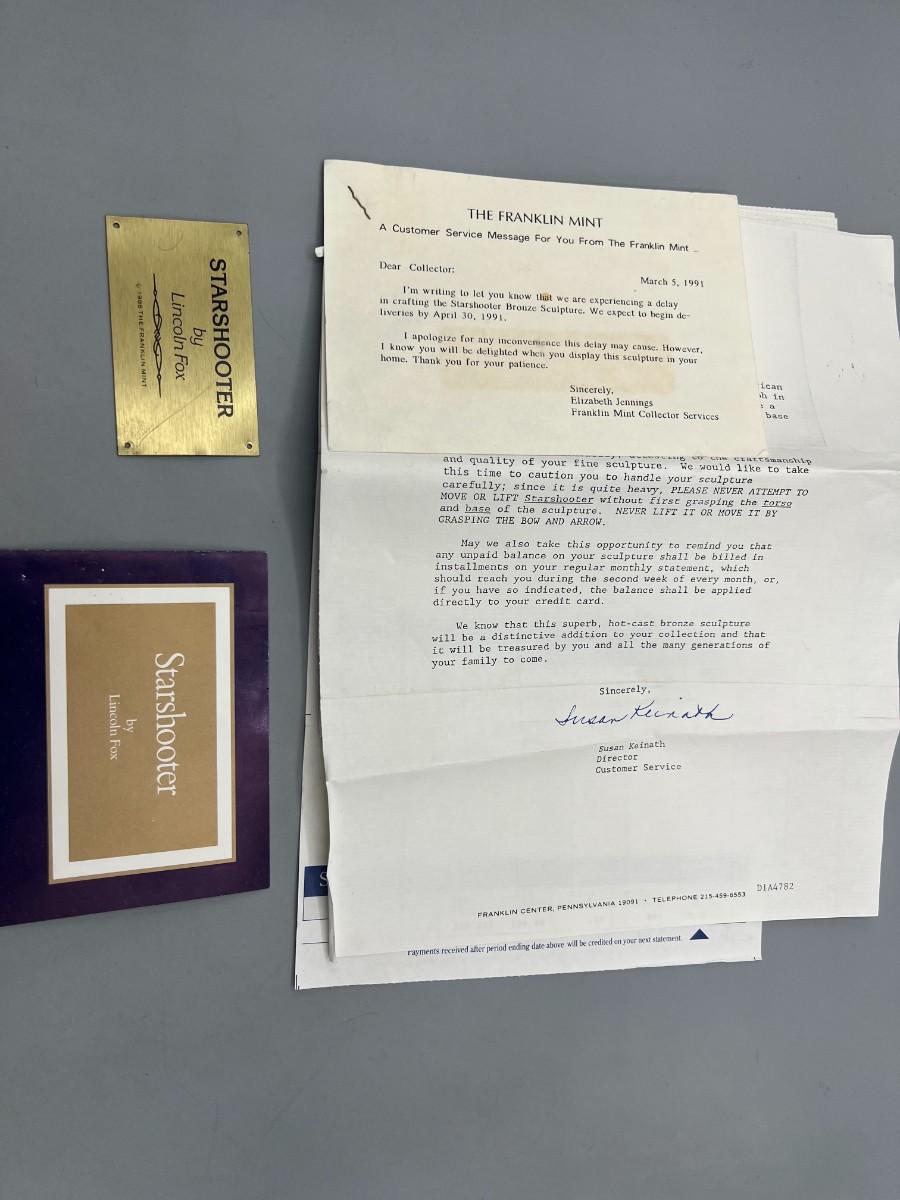 STARSHOOTER
by
Lincoln Fox
© 1988 THE FRANKLIN MINT
Starshooter
by
Lincoln Fox
THE FRANKLIN MINT
A Customer Service Message For You From The Franklin Mint
Dear Collector:
March 5, 1991
I'm writing to let you know that we are experiencing a delay
in crafting the Starshooter Bronze Sculpture. We expect to begin de-
liveries by April 30, 1991.
I apologize for any inconvenience this delay may cause. However,
I know you will be delighted when you display this sculpture in your
home. Thank you for your patience.
Sincerely,
Elizabeth Jennings
Franklin Mint Collector Services
ican
h in
a
base
attesting to the craftsmanship
and quality of your fine sculpture. We would like to take
this time to caution you to handle your sculpture
carefully; since it is quite heavy, PLEASE NEVER ATTEMPT TO
MOVE OR LIFT Starshooter without first grasping the torso
and base of the sculpture. NEVER LIFT IT OR MOVE IT BY
GRASPING THE BOW AND ARROW.
May we also take this opportunity to remind you that
any unpaid balance on your sculpture shall be billed in
installments on your regular monthly statement, which
should reach you during the second week of every month, or,
if you have so indicated, the balance shall be applied
directly to your credit card.
We know that this superb, hot-cast bronze sculpture
will be a distinctive addition to your collection and that
it will be treasured by you and all the many generations of
your family to come.
Sincerely,
Susan Keinath
Susan Keinath
Director
Customer Service
D1A4782
FRANKLIN CENTER, PENNSYLVANIA 19091 • TELEPHONE 215-459-6553
S
Payments received after period ending date above will be credited on your next statement.